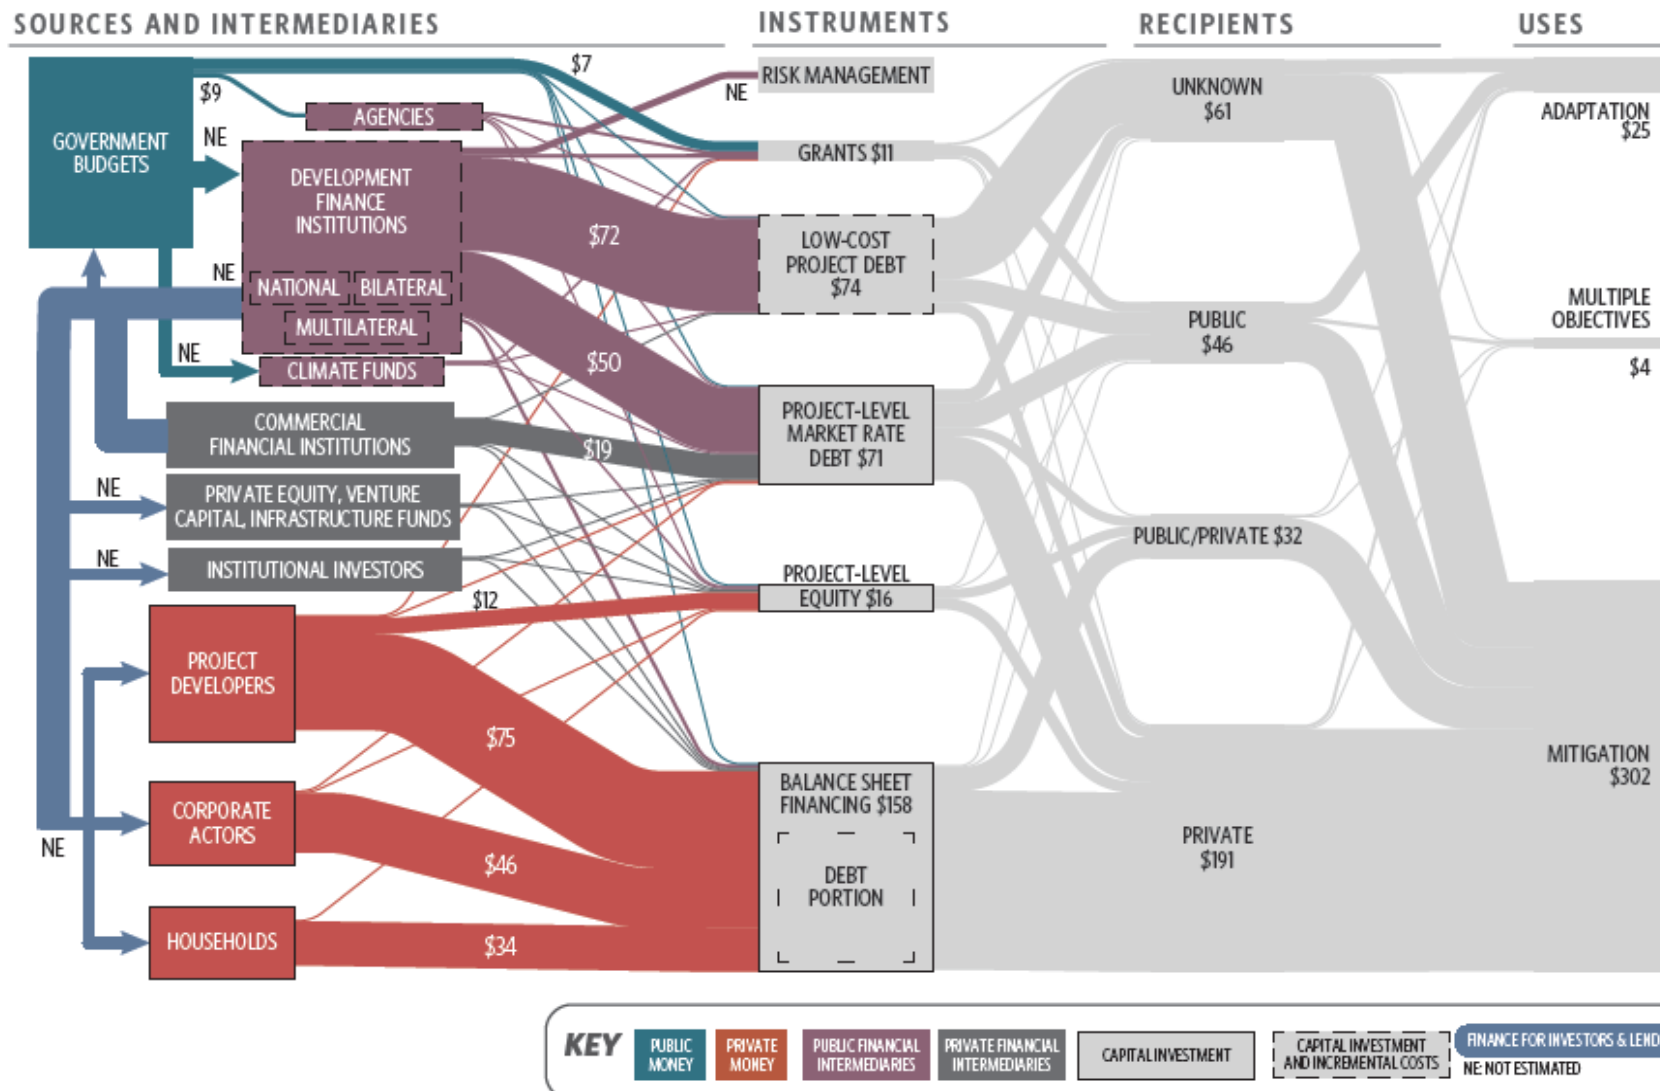 SOURCES AND INTERMEDIARIES
INSTRUMENTS
RECIPIENTS
USES
GOVERNMENT
BUDGETS
$9
NE
NE
NE
AGENCIES
DEVELOPMENT
FINANCE
INSTITUTIONS
NATIONAL
BILATERAL
MULTILATERAL
CLIMATE FUNDS
COMMERCIAL
FINANCIAL INSTITUTIONS
NE
PRIVATE EQUITY, VENTURE
CAPITAL, INFRASTRUCTURE FUNDS
NE
INSTITUTIONAL INVESTORS
PROJECT
DEVELOPERS
CORPORATE
ACTORS
NE
HOUSEHOLDS
$7
NE
$72
$50
$19
$12
$75
$46
$34
RISK MANAGEMENT
GRANTS $11
LOW-COST
PROJECT DEBT
$74
PROJECT-LEVEL
MARKET RATE
DEBT $71
PROJECT-LEVEL
EQUITY $16
BALANCE SHEET
FINANCING $158
DEBT
PORTION
UNKNOWN
$61
PUBLIC
$46
PUBLIC/PRIVATE $32
PRIVATE
$191
ADAPTATION
$25
MULTIPLE
OBJECTIVES
$4
MITIGATION
$302
KEY
PUBLIC
MONEY
PRIVATE
MONEY
PUBLIC FINANCIAL
INTERMEDIARIES
PRIVATE FINANCIAL
INTERMEDIARIES
CAPITAL INVESTMENT
CAPITAL INVESTMENT
AND INCREMENTAL COSTS
FINANCE FOR INVESTORS & LEND
NE: NOT ESTIMATED